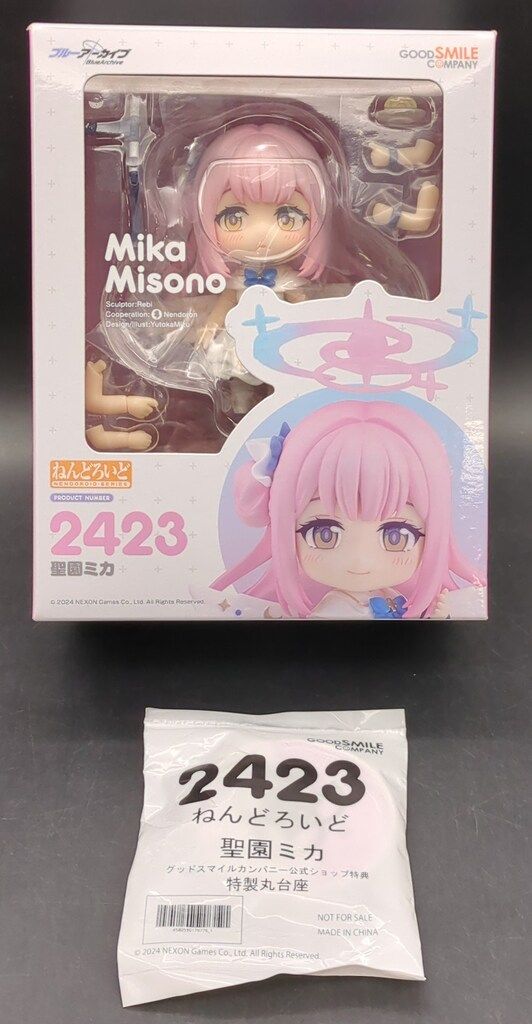 ブルーアーカイブ
BlueArchive
GOOD SMILE
COMPANY
Mika
Misono
Sculptor:Rebi
Cooperation: Nendoron
Design/Illust:YutokaMizu
ねんどろいど
NENDOROID-SERIES
PRODUCT NUMBER
2423
聖園ミカ
© 2024 NEXON Games Co., Ltd. All Rights Reserved.
GOOD SMILE
COMPANY
2423
ねんどろいど
聖園ミカ
グッドスマイルカンパニー公式ショップ特典
特製丸台座
NOT FOR SALE
MADE IN CHINA
© 2024 NEXON Games Co., Ltd. All Rights Reserved.